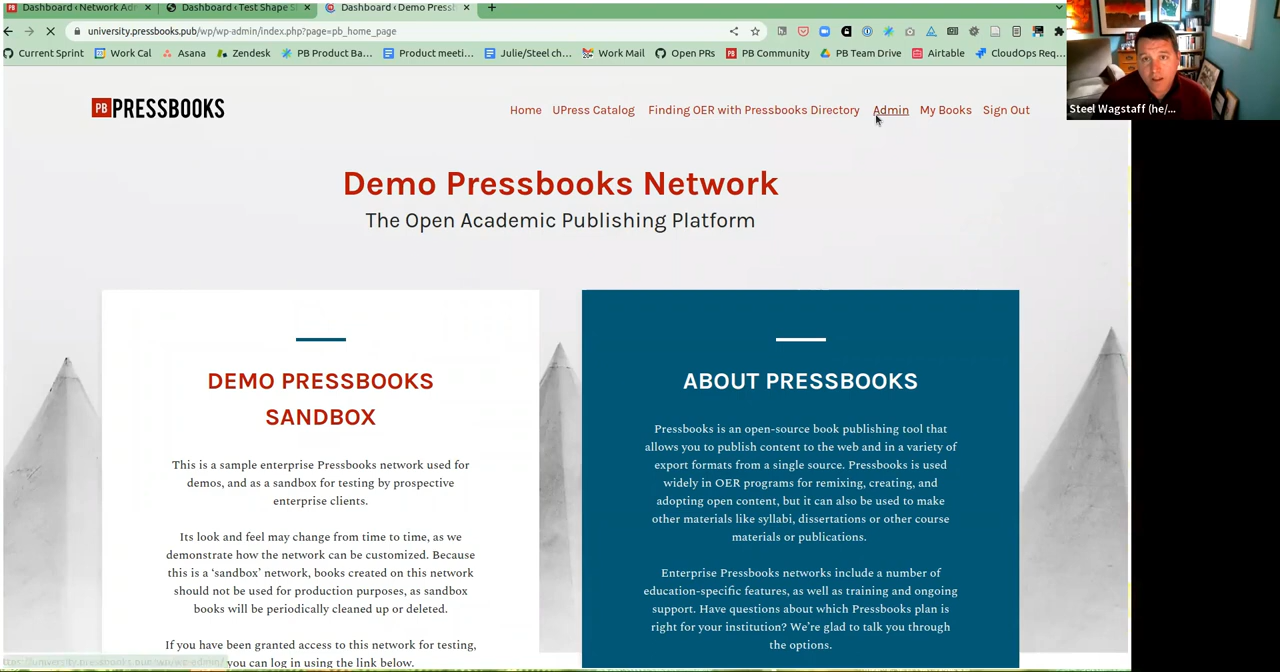 Dashboard ‹ Network Adm
Dashboard ‹ Test Shape S
Dashboard ‹ Demo Pressb
university.pressbooks.pub/wp/wp-admin/index.php?page=pb_home_page
Current Sprint
Work Cal
Asana
Zendesk
PB Product Ba...
Product meeti...
Julie/Steel ch...
Work Mail
Open PRs
PB Community
PB Team Drive
Airtable
CloudOps Req...
Steel Wagstaff (he/...
PB PRESSBOOKS
Home
UPress Catalog
Finding OER with Pressbooks Directory
Admin
My Books
Sign Out
Demo Pressbooks Network
The Open Academic Publishing Platform
DEMO PRESSBOOKS
SANDBOX
This is a sample enterprise Pressbooks network used for
demos, and as a sandbox for testing by prospective
enterprise clients.
Its look and feel may change from time to time, as we
demonstrate how the network can be customized. Because
this is a ‘sandbox’ network, books created on this network
should not be used for production purposes, as sandbox
books will be periodically cleaned up or deleted.
If you have been granted access to this network for testing,
you can log in using the link below.
ABOUT PRESSBOOKS
Pressbooks is an open-source book publishing tool that
allows you to publish content to the web and in a variety of
export formats from a single source. Pressbooks is used
widely in OER programs for remixing, creating, and
adopting open content, but it can also be used to make
other materials like syllabi, dissertations or other course
materials or publications.
Enterprise Pressbooks networks include a number of
education-specific features, as well as training and ongoing
support. Have questions about which Pressbooks plan is
right for your institution? We’re glad to talk you through
the options.